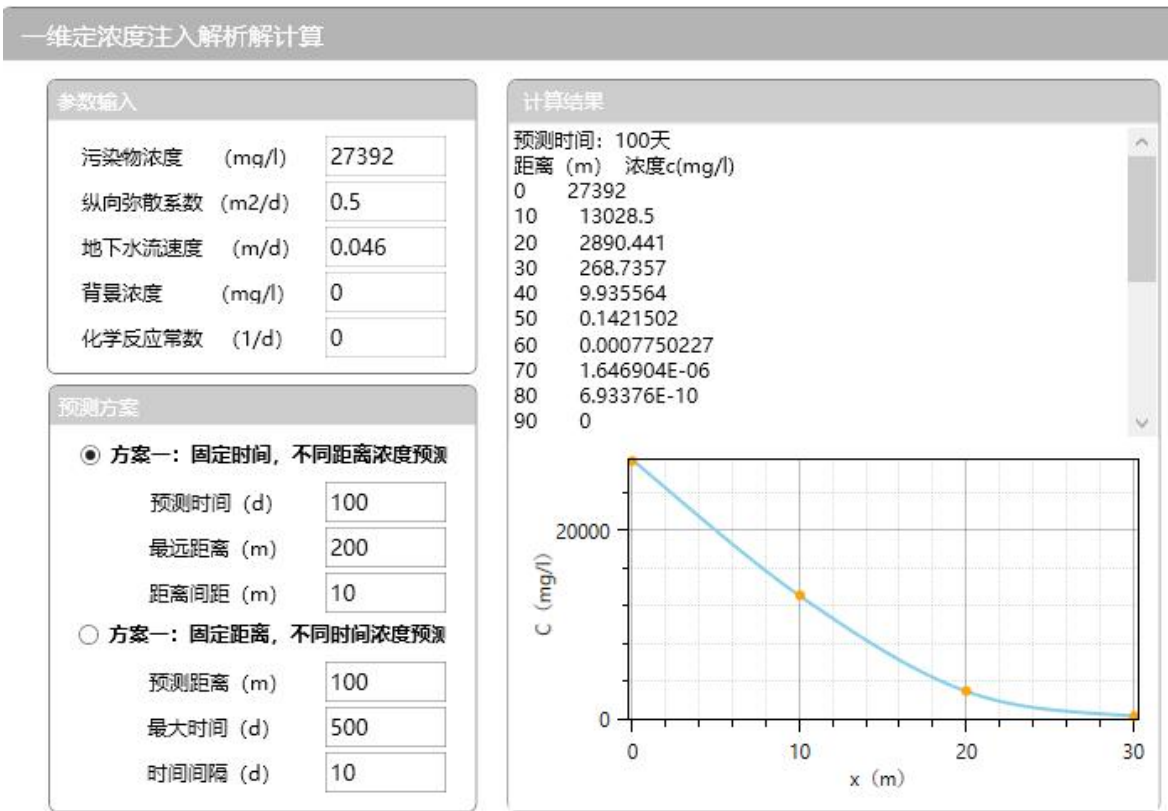 一维定浓度注入解析解计算
参数输入
污染物浓度 (mg/l) 27392
纵向弥散系数 (m2/d) 0.5
地下水流速度 (m/d) 0.046
背景浓度 (mg/l) 0
化学反应常数 (1/d) 0
预测方案
方案一：固定时间，不同距离浓度预测
预测时间 (d) 100
最远距离 (m) 200
距离间距 (m) 10
方案一：固定距离，不同时间浓度预测
预测距离 (m) 100
最大时间 (d) 500
时间间隔 (d) 10
计算结果
预测时间：100天
距离（m） 浓度c(mg/l)
0 27392
10 13028.5
20 2890.441
30 268.7357
40 9.935564
50 0.1421502
60 0.0007750227
70 1.646904E-06
80 6.93376E-10
90 0
20000
0
C（mg/l）
0 10 20 30
x（m）